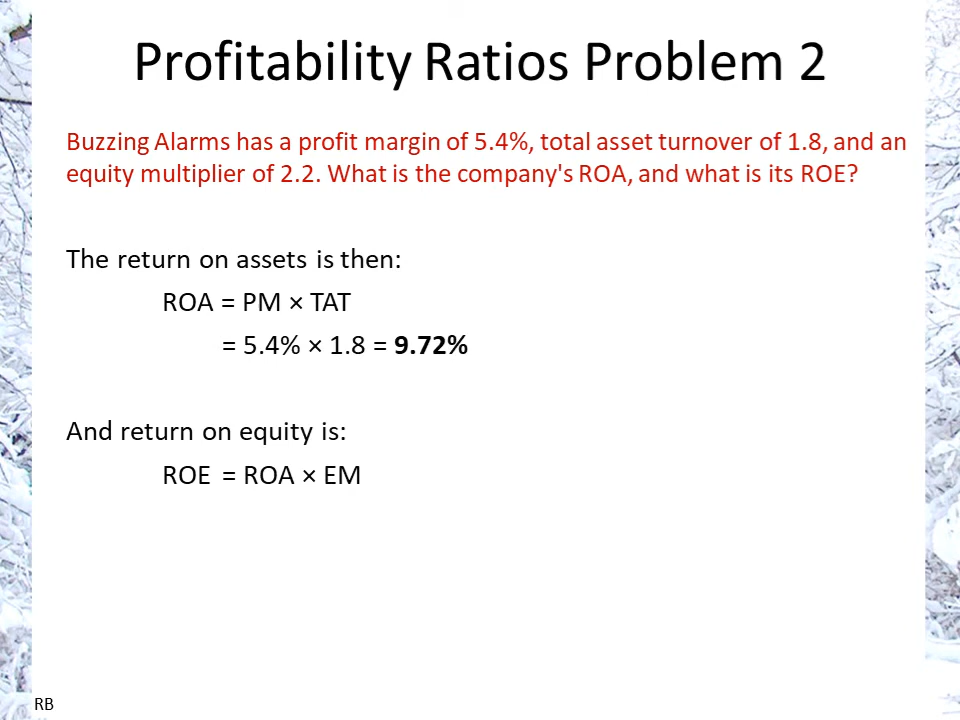 Profitability Ratios Problem 2
Buzzing Alarms has a profit margin of 5.4%, total asset turnover of 1.8, and an
equity multiplier of 2.2. What is the company's ROA, and what is its ROE?
The return on assets is then:
ROA = PM × TAT
= 5.4% × 1.8 = 9.72%
And return on equity is:
ROE = ROA × EM
RB